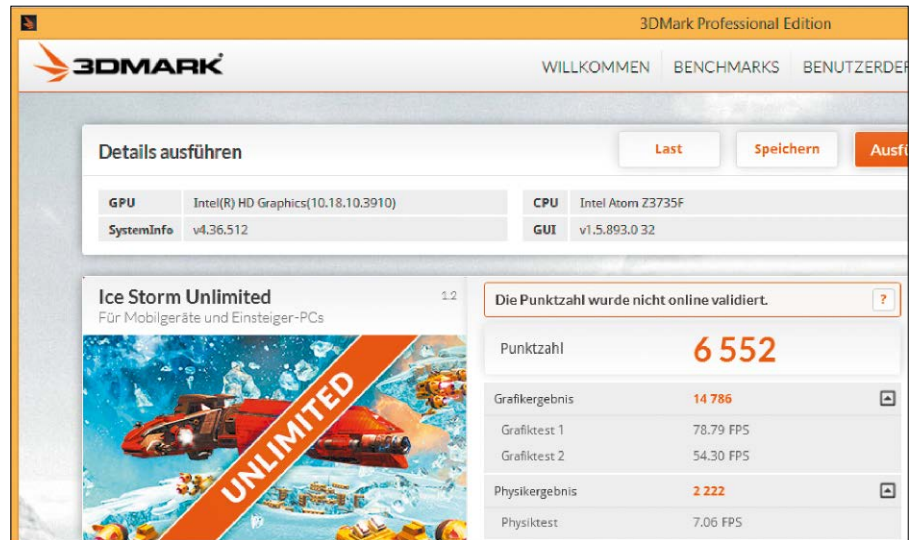 3DMark Professional Edition
3DMARK
WILLKOMMEN BENCHMARKS
Details ausführen
Last Speichern
GPU Intel(R) HD Graphics(10.18.10.3910) CPU Intel Atom Z3735F
SystemInfo v4.36.512 GUI v1.5.893.0 32
Ice Storm Unlimited 1.2
Für Mobilgeräte und Einsteiger-PCs
UNLIMITED
Die Punktzahl wurde nicht online validiert. ?
Punktzahl 6 552
Grafikergebnis 14 786
Grafiktest 1 78.79 FPS
Grafiktest 2 54.30 FPS
Physikergebnis 2 222
Physiktest 7.06 FPS